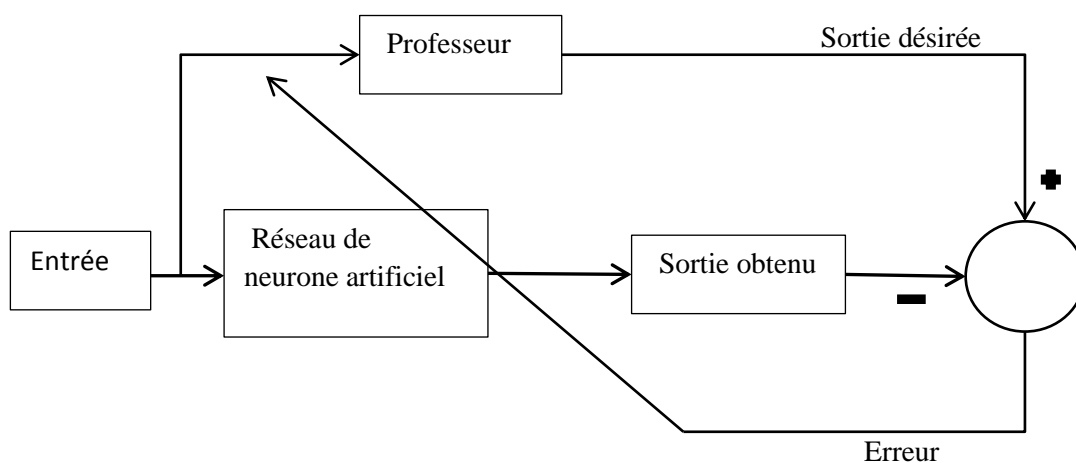 Professeur
Sortie désirée
Entrée
Réseau de
neurone artificiel
Sortie obtenu
Erreur